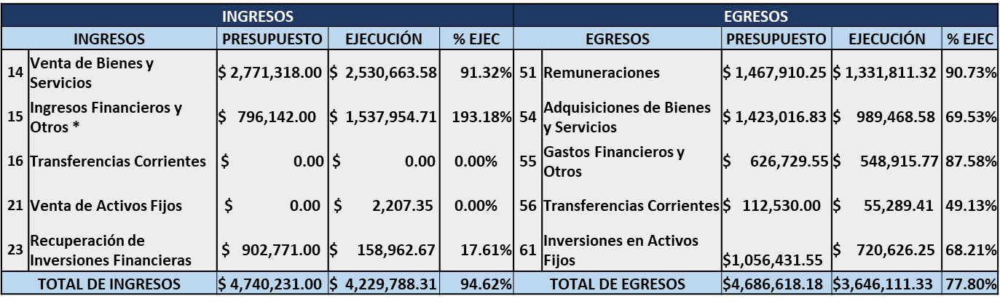 INGRESOS EGRESOS
INGRESOS PRESUPUESTO EJECUCIÓN % EJEC EGRESOS PRESUPUESTO EJECUCIÓN % EJEC
14 Venta de Bienes y Servicios $ 2,771,318.00 $ 2,530,663.58 91.32% 51 Remuneraciones $ 1,467,910.25 $ 1,331,811.32 90.73%
15 Ingresos Financieros y Otros * $ 796,142.00 $ 1,537,954.71 193.18% 54 Adquisiciones de Bienes y Servicios $ 1,423,016.83 $ 989,468.58 69.53%
16 Transferencias Corrientes $ 0.00 $ 0.00 0.00% 55 Gastos Financieros y Otros $ 626,729.55 $ 548,915.77 87.58%
21 Venta de Activos Fijos $ 0.00 $ 2,207.35 0.00% 56 Transferencias Corrientes $ 112,530.00 $ 55,289.41 49.13%
23 Recuperación de Inversiones Financieras $ 902,771.00 $ 158,962.67 17.61% 61 Inversiones en Activos Fijos $1,056,431.55 $ 720,626.25 68.21%
TOTAL DE INGRESOS $ 4,740,231.00 $ 4,229,788.31 94.62% TOTAL DE EGRESOS $4,686,618.18 $3,646,111.33 77.80%